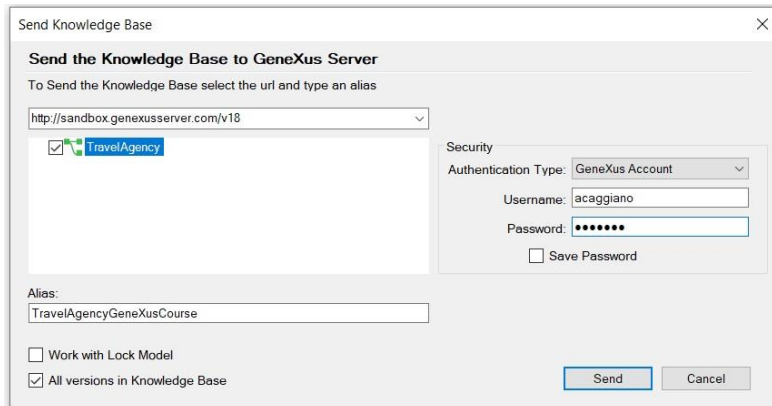 Send Knowledge Base
Send the Knowledge Base to GeneXus Server
To Send the Knowledge Base select the url and type an alias
http://sandbox.genexusserver.com/v18
TravelAgency
Security
Authentication Type: GeneXus Account
Username: acaggiano
Password: •••••••
Save Password
Alias:
TravelAgencyGeneXusCourse
Work with Lock Model
All versions in Knowledge Base
Send Cancel